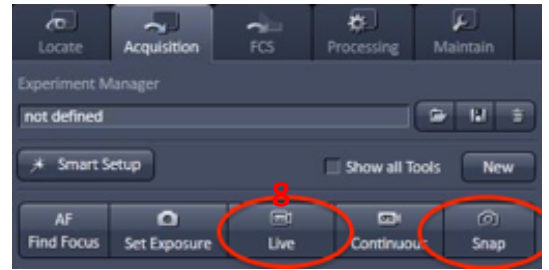 Locate Acquisition FCS Processing Maintain
Experiment Manager
not defined
Smart Setup Show all Tools New
8
AF
Find Focus Set Exposure Live Continuous Snap